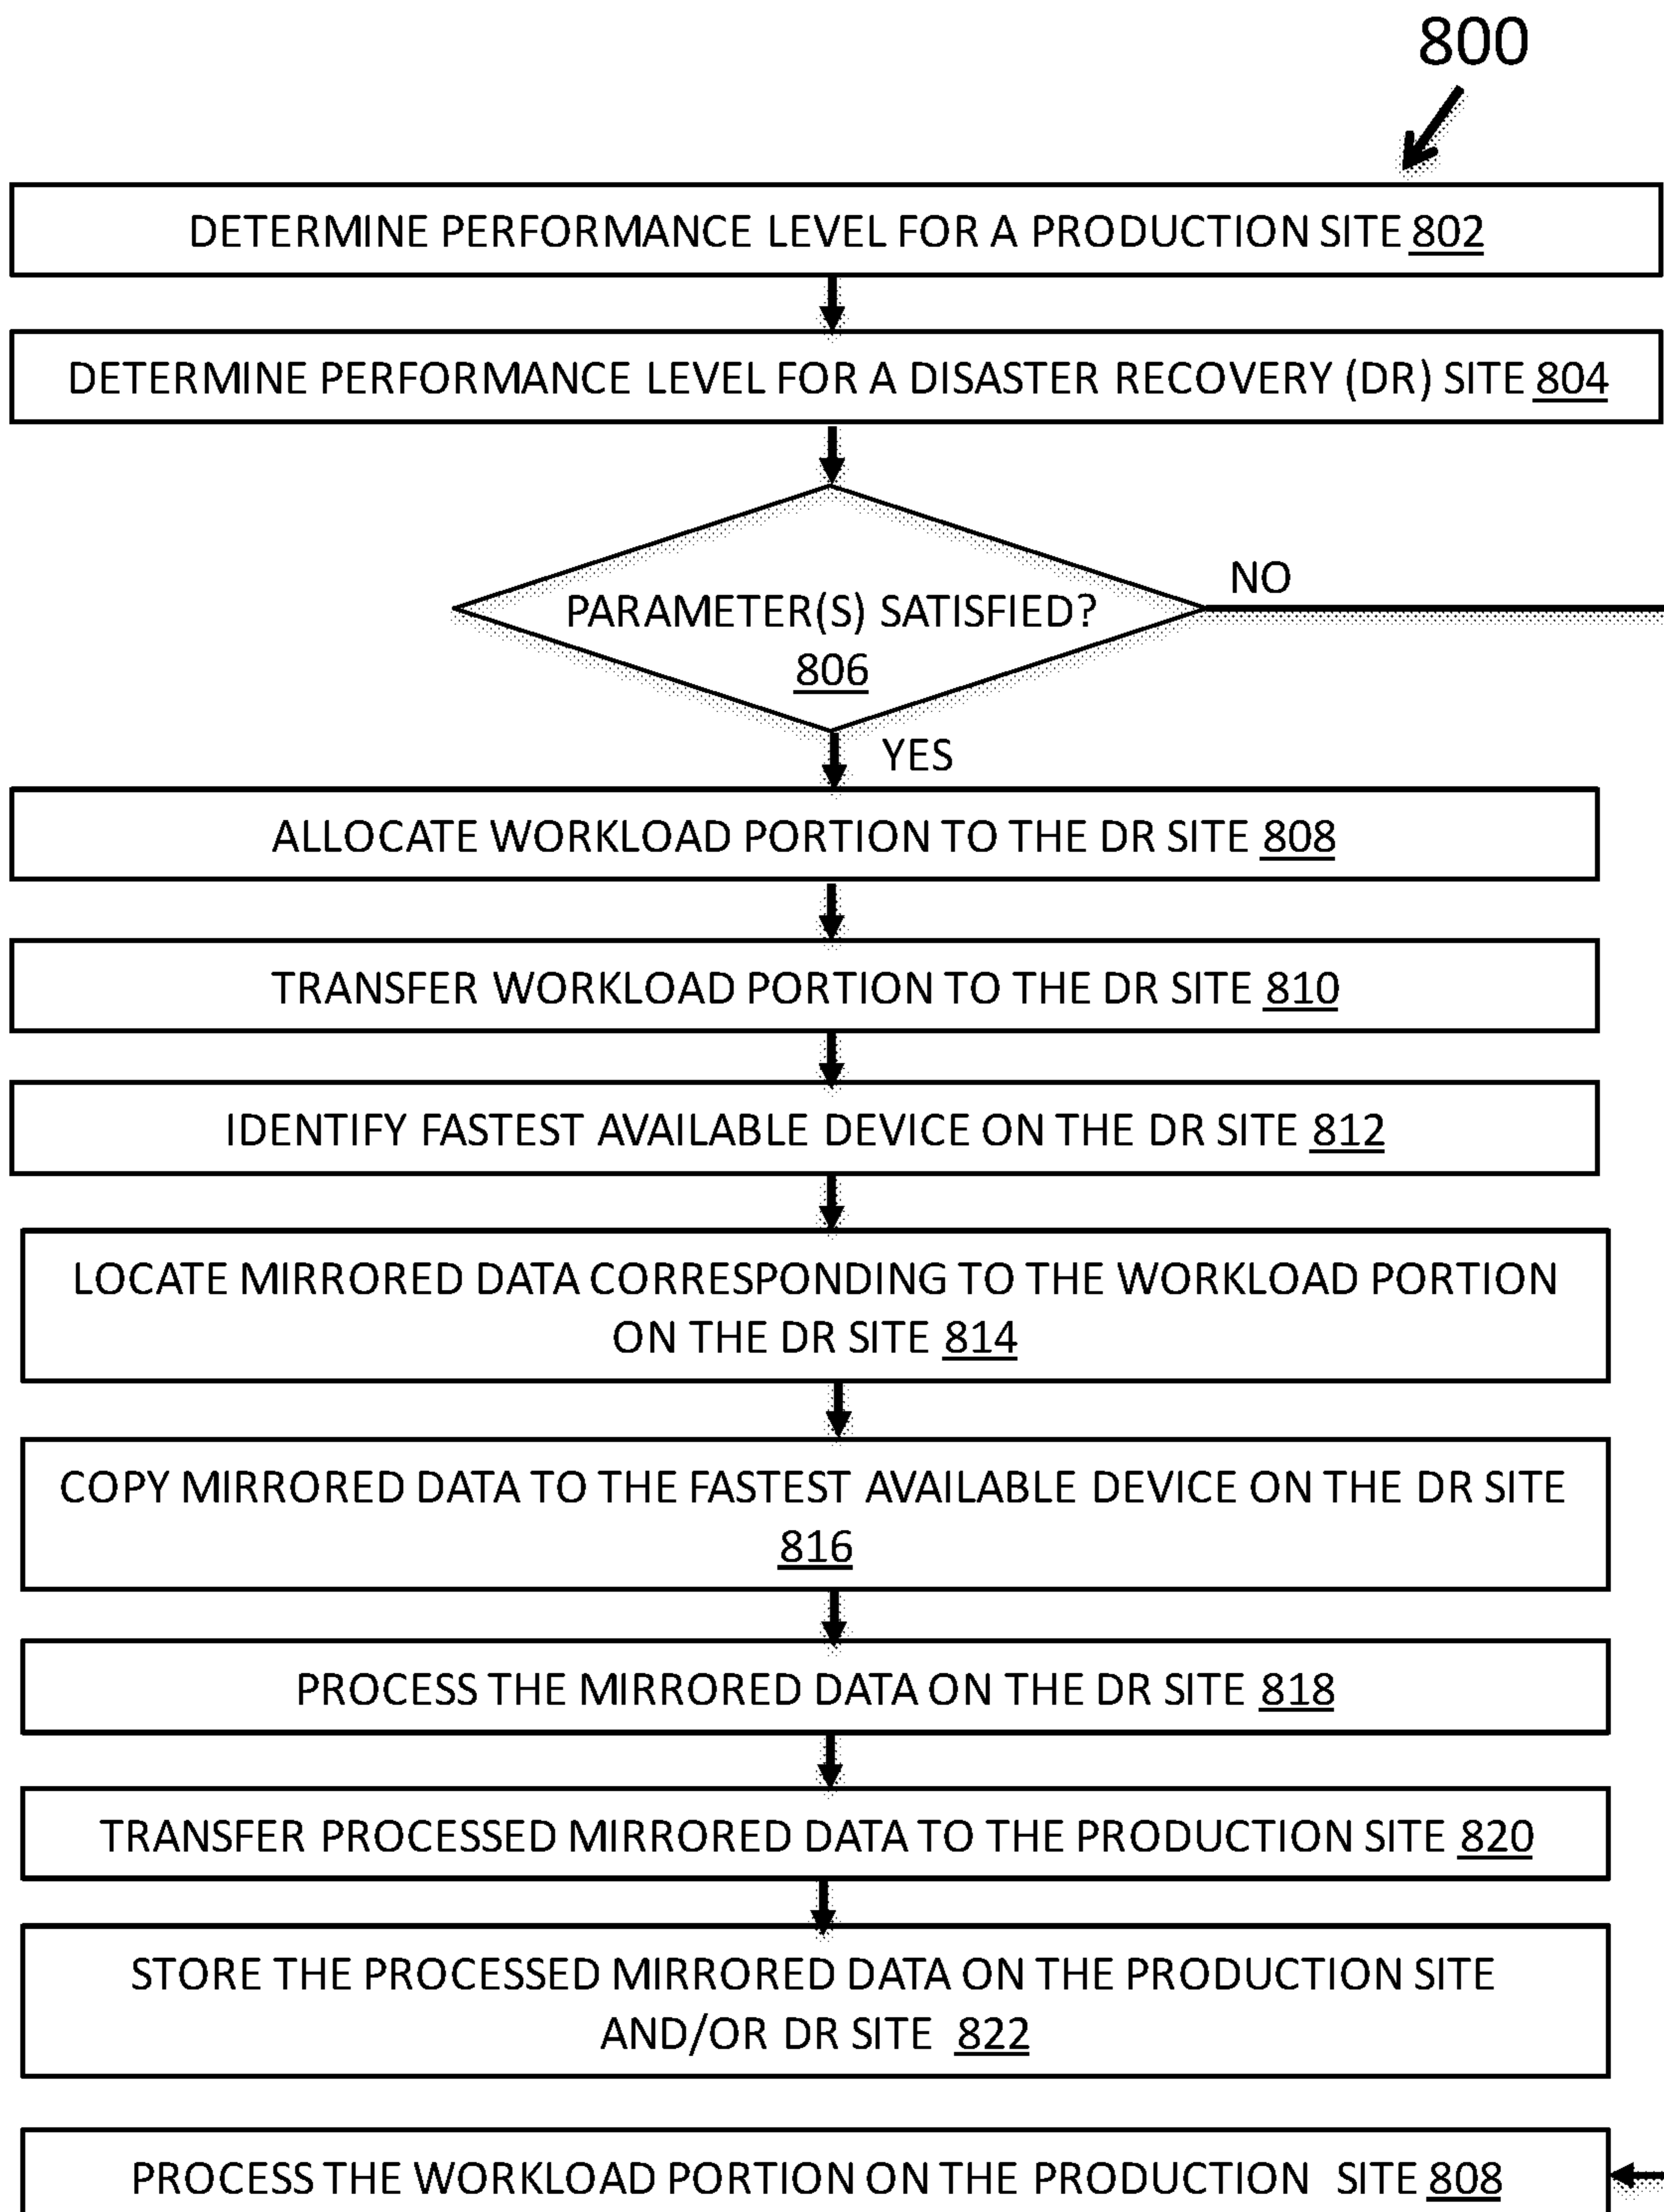 800
DETERMINE PERFORMANCE LEVEL FOR A PRODUCTION SITE 802
DETERMINE PERFORMANCE LEVEL FOR A DISASTER RECOVERY (DR) SITE 804
NO
PARAMETER(S) SATISFIED?
806
YES
ALLOCATE WORKLOAD PORTION TO THE DR SITE 808
TRANSFER WORKLOAD PORTION TO THE DR SITE 810
IDENTIFY FASTEST AVAILABLE DEVICE ON THE DR SITE 812
LOCATE MIRRORED DATA CORRESPONDING TO THE WORKLOAD PORTION
ON THE DR SITE 814
COPY MIRRORED DATA TO THE FASTEST AVAILABLE DEVICE ON THE DR SITE
816
PROCESS THE MIRRORED DATA ON THE DR SITE 818
TRANSFER PROCESSED MIRRORED DATA TO THE PRODUCTION SITE 820
STORE THE PROCESSED MIRRORED DATA ON THE PRODUCTION SITE
AND/OR DR SITE 822
PROCESS THE WORKLOAD PORTION ON THE PRODUCTION SITE 808